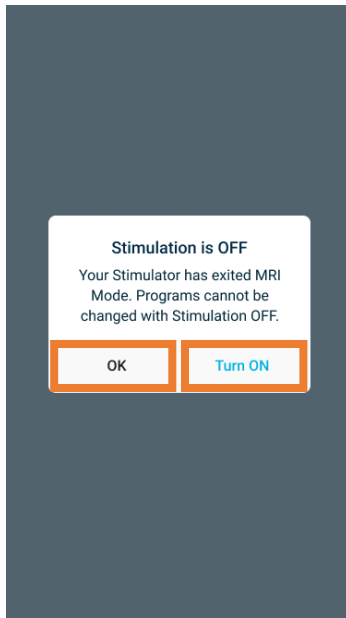 Stimulation is OFF
Your Stimulator has exited MRI
Mode. Programs cannot be
changed with Stimulation OFF.
OK
Turn ON